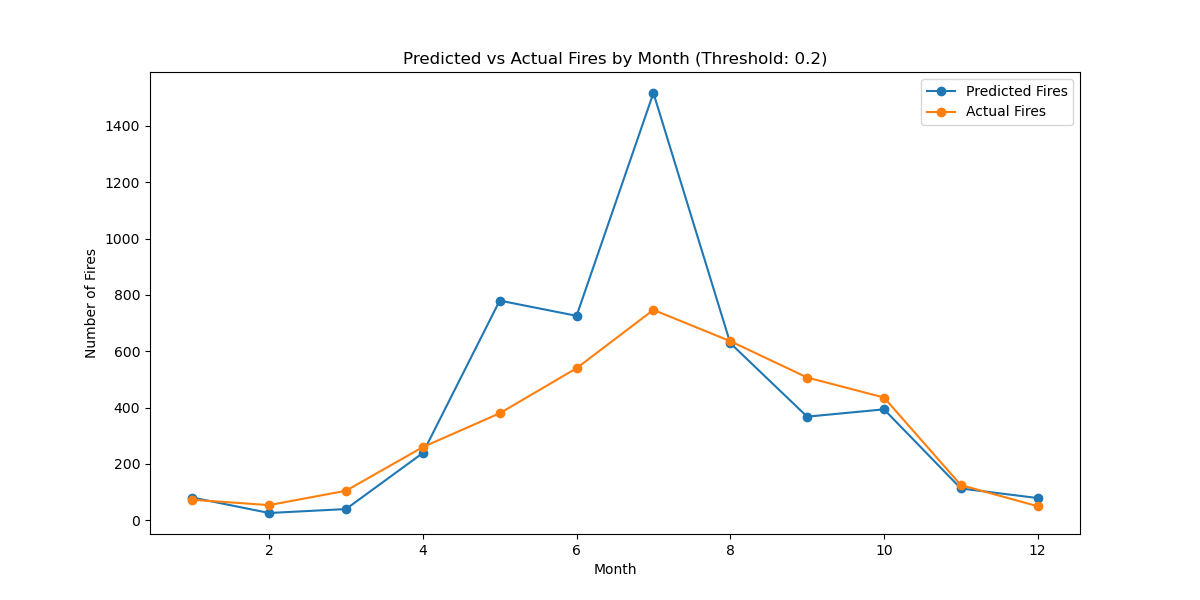 Predicted vs Actual Fires by Month (Threshold: 0.2)
Predicted Fires
Actual Fires
1400
1200
1000
800
600
400
200
0
Number of Fires
2 4 6 8 10 12
Month